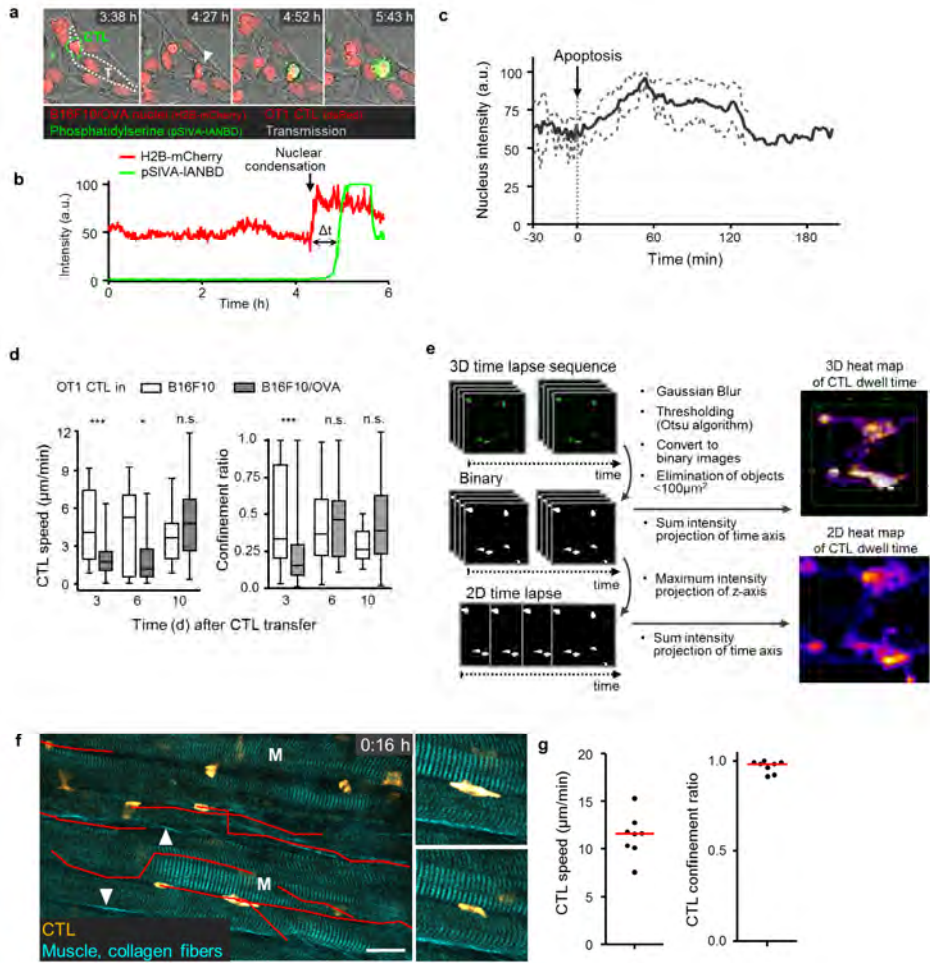 a
3:38 h
4:27 h
4:52 h
5:43 h
CTL
T
Phosphatidylserine (pSIVA-IANBD)
Transmission
b
H2B-mCherry
pSIVA-IANBD
Nuclear
condensation
Intensity (a.u.)
100
50
0
Δt
0
2
4
6
Time (h)
c
Apoptosis
Nucleus intensity (a.u.)
100
75
50
25
0
-30
0
60
120
180
Time (min)
d
OT1 CTL in
B16F10
B16F10/OVA
***
*
n.s.
CTL speed (µm/min)
12
9
6
3
0
3
6
10
***
n.s.
n.s.
Confinement ratio
1.0
0.75
0.5
0.25
0
3
6
10
Time (d) after CTL transfer
e
3D time lapse sequence
time
• Gaussian Blur
• Thresholding
(Otsu algorithm)
• Convert to
binary images
• Elimination of objects
<100µm²
3D heat map
of CTL dwell time
Binary
time
• Sum intensity
projection of time axis
2D heat map
of CTL dwell time
• Maximum intensity
projection of z-axis
2D time lapse
time
• Sum intensity
projection of time axis
f
0:16 h
M
M
CTL
Muscle, collagen fibers
g
CTL speed (µm/min)
20
15
10
5
0
CTL confinement ratio
1.0
0.5
0.0